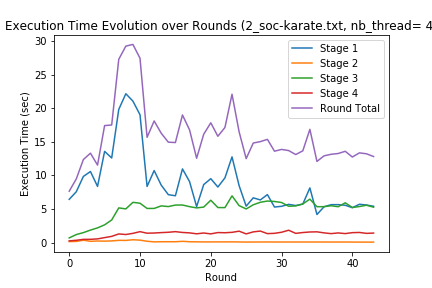 Execution Time Evolution over Rounds (2_soc-karate.txt, nb_thread= 4
Execution Time (sec)
30
25
20
15
10
5
0
Stage 1
Stage 2
Stage 3
Stage 4
Round Total
0 10 20 30 40
Round